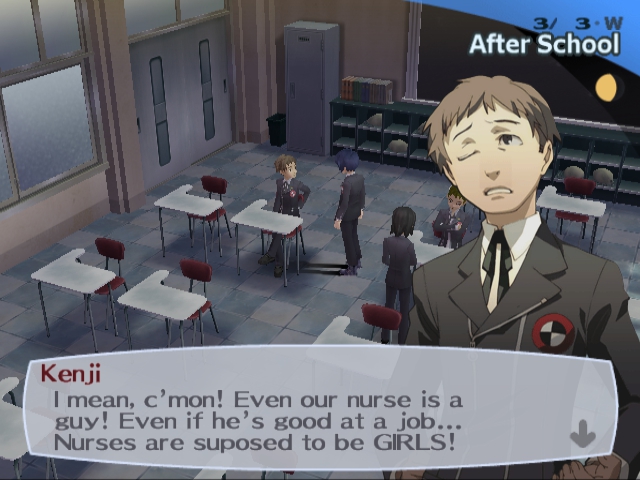 3/ 3·W
After School
Kenji
I mean, c'mon! Even our nurse is a
guy! Even if he's good at a job...
Nurses are suposed to be GIRLS!